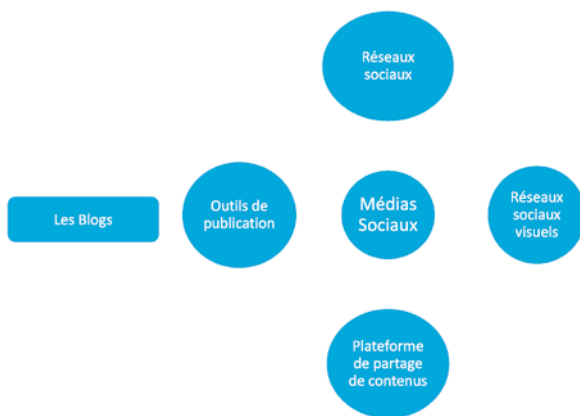 Réseaux
sociaux
Les Blogs
Outils de
publication
Médias
Sociaux
Réseaux
sociaux
visuels
Plateforme
de partage
de contenus